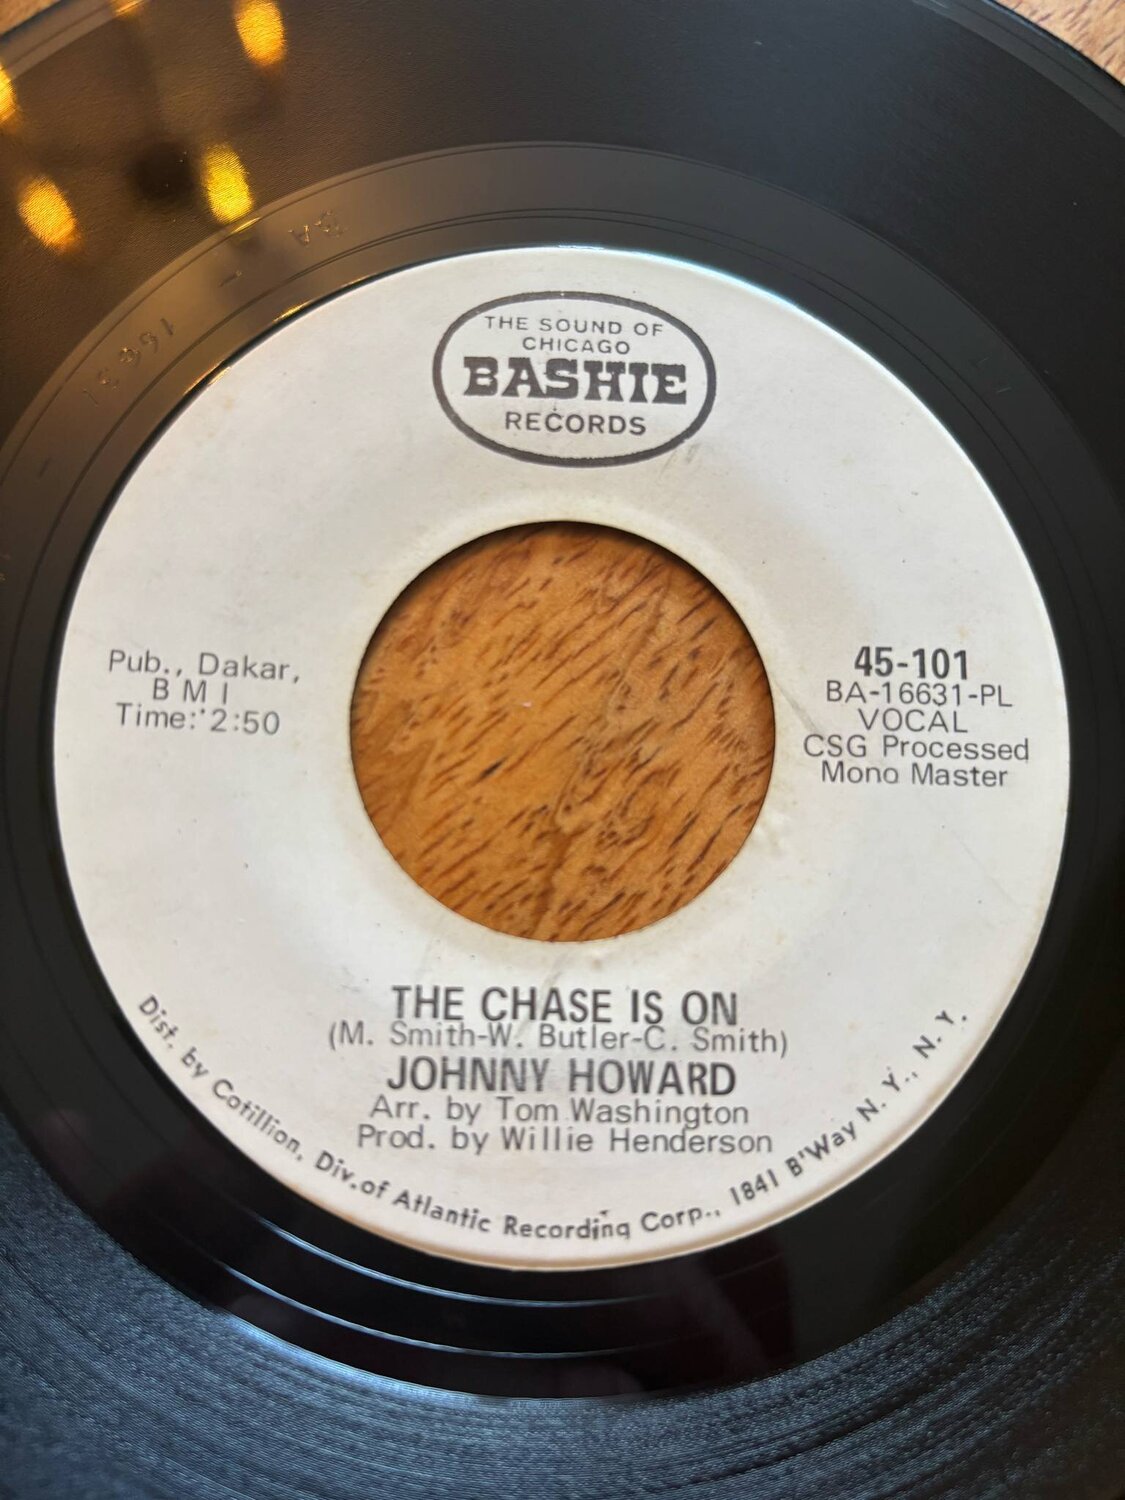 THE SOUND OF
CHICAGO
BASHIE
RECORDS
Pub., Dakar,
B M I
Time: 2:50
45-101
BA-16631-PL
VOCAL
CSG Processed
Mono Master
THE CHASE IS ON
(M. Smith-W. Butler-C. Smith)
JOHNNY HOWARD
Arr. by Tom Washington
Prod. by Willie Henderson
Dist. by Cotillion, Div. of Atlantic Recording Corp., 1841 B'Way N. Y., N. Y.
BA - 16631 -